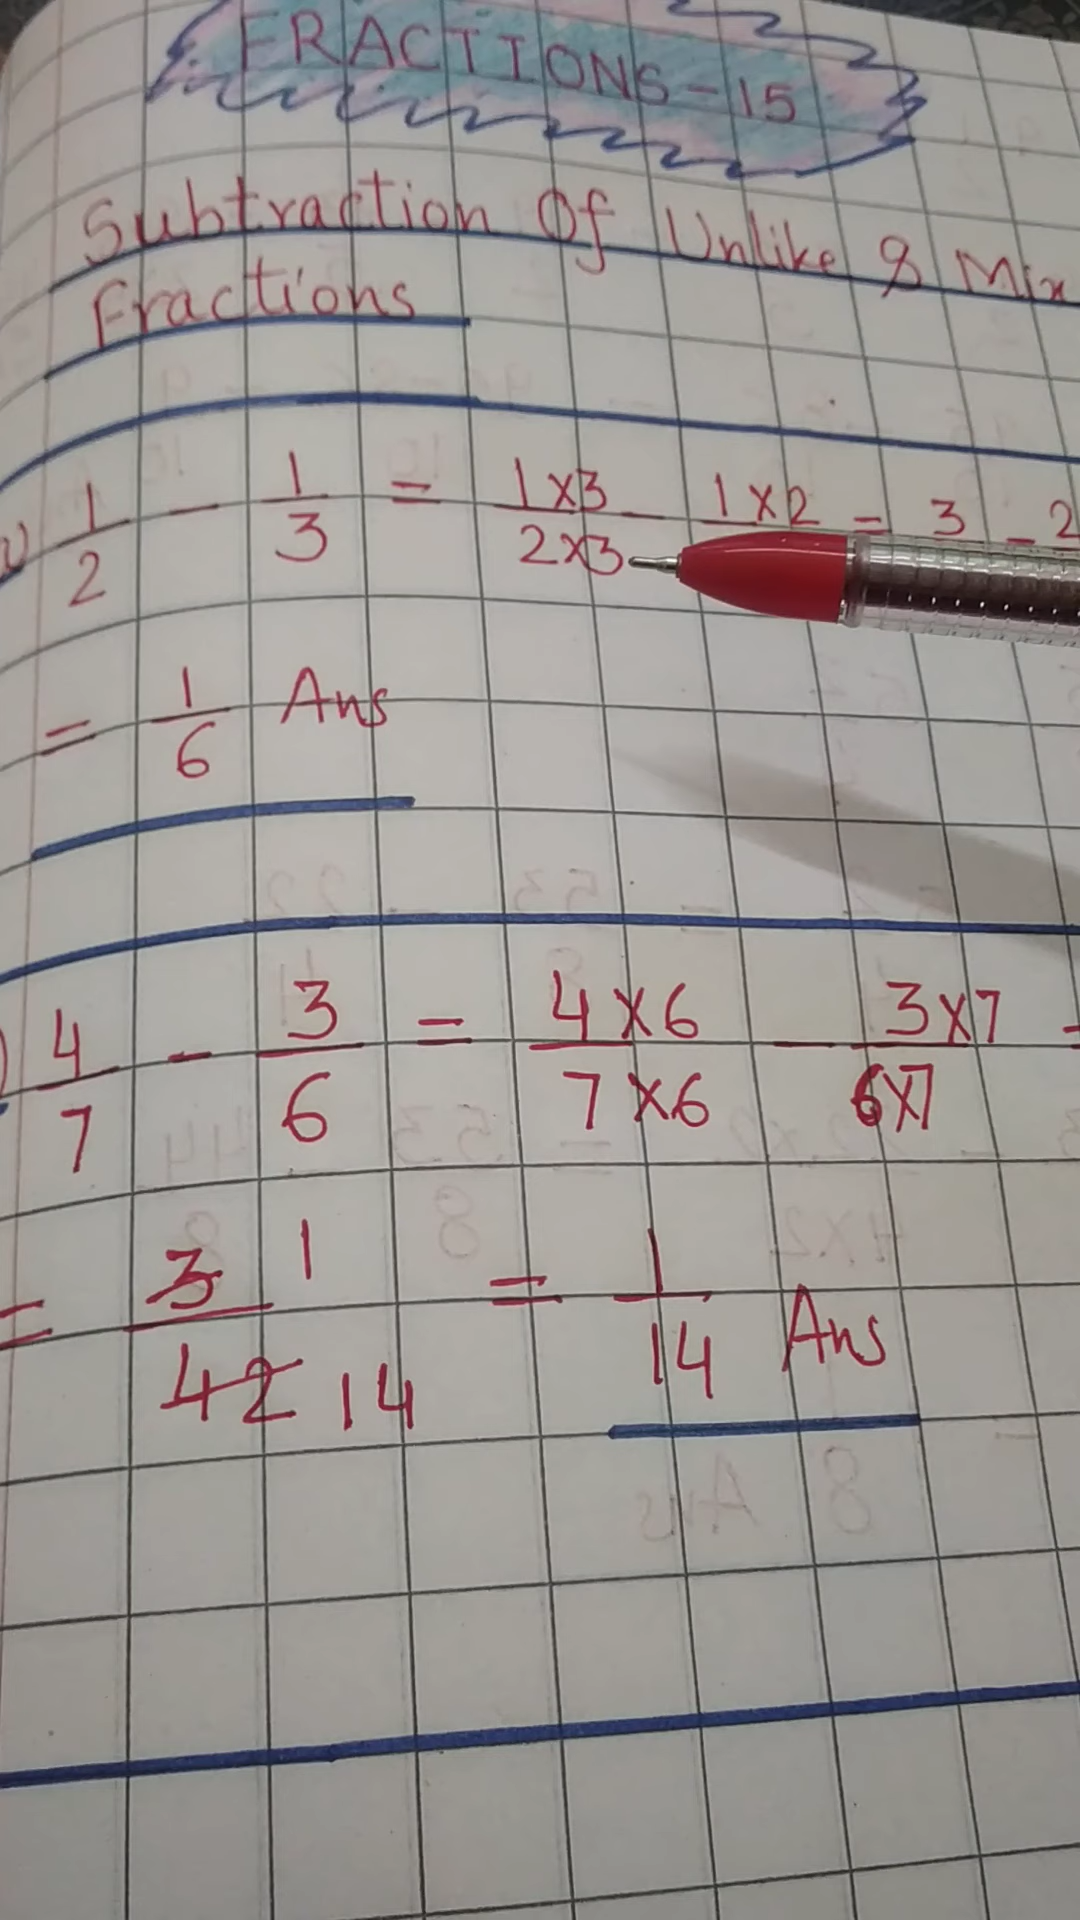 FRACTIONS-15
Subtraction Of Unlike & Mix
Fractions
1/2 - 1/3 = 1×3/2×3 - 1×2 = 3 - 2
= 1/6 Ans
4/7 - 3/6 = 4×6/7×6 - 3×7/6×7
= 3/42 1/14 = 1/14 Ans